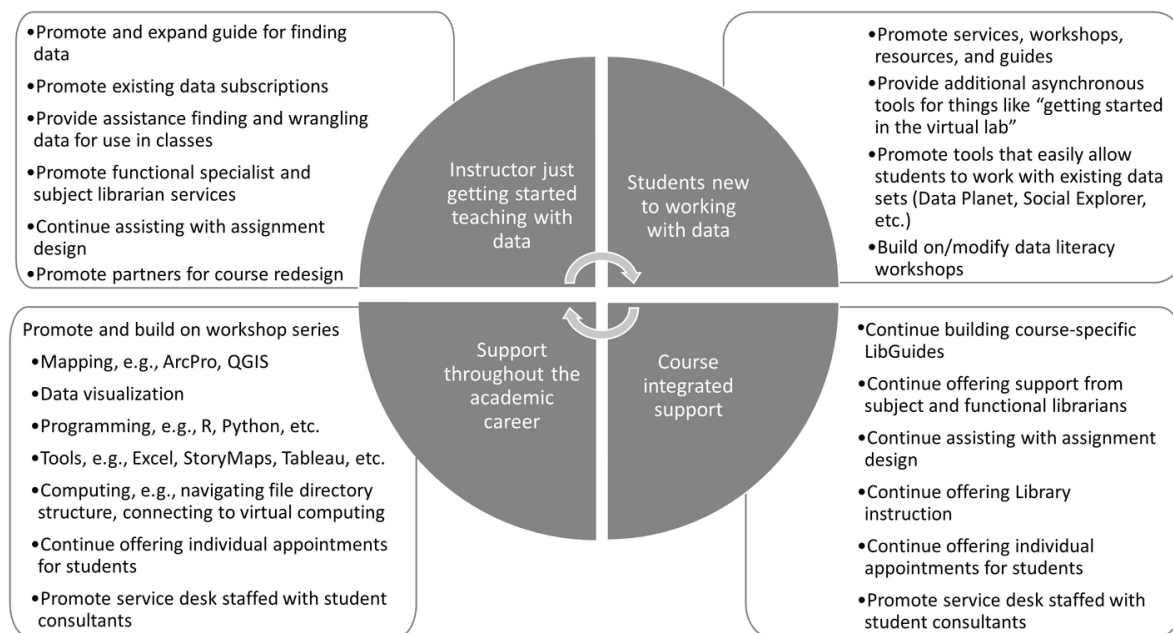 •Promote and expand guide for finding
data
•Promote existing data subscriptions
•Provide assistance finding and wrangling
data for use in classes
•Promote functional specialist and
subject librarian services
•Continue assisting with assignment
design
•Promote partners for course redesign
Instructor just
getting started
teaching with
data
Students new
to working
with data
•Promote services, workshops,
resources, and guides
•Provide additional asynchronous
tools for things like “getting started
in the virtual lab”
•Promote tools that easily allow
students to work with existing data
sets (Data Planet, Social Explorer,
etc.)
•Build on/modify data literacy
workshops
Promote and build on workshop series
•Mapping, e.g., ArcPro, QGIS
•Data visualization
•Programming, e.g., R, Python, etc.
•Tools, e.g., Excel, StoryMaps, Tableau, etc.
•Computing, e.g., navigating file directory
structure, connecting to virtual computing
•Continue offering individual appointments
for students
•Promote service desk staffed with student
consultants
Support
throughout the
academic
career
Course
integrated
support
•Continue building course-specific
LibGuides
•Continue offering support from
subject and functional librarians
•Continue assisting with assignment
design
•Continue offering Library
instruction
•Continue offering individual
appointments for students
•Promote service desk staffed with
student consultants